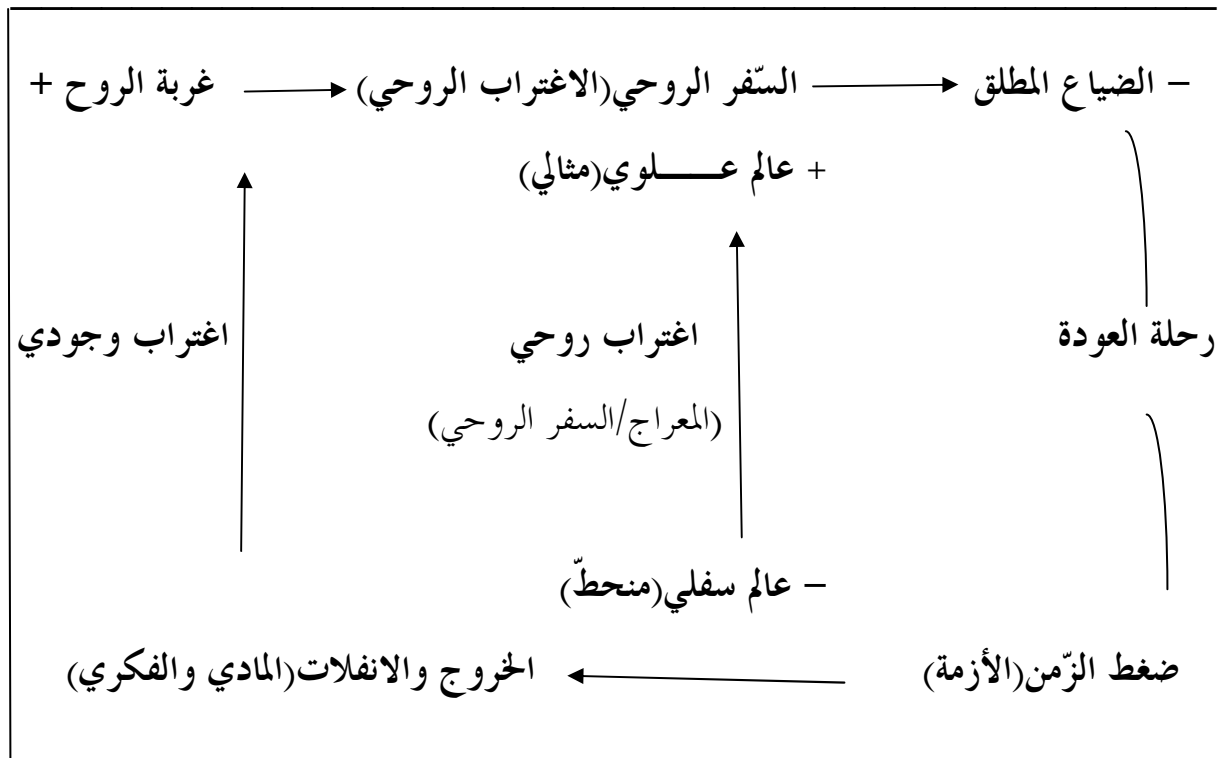 – الضياع المطلق السّفر الروحي(الاغتراب الروحي) غربة الروح +
+ عالم عـــــلوي(مثالي)
رحلة العودة اغتراب روحي اغتراب وجودي
(المعراج/السفر الروحي)
– عالم سفلي(منحطّ)
ضغط الزّمن(الأزمة) الخروج والانفلات(المادي والفكري)